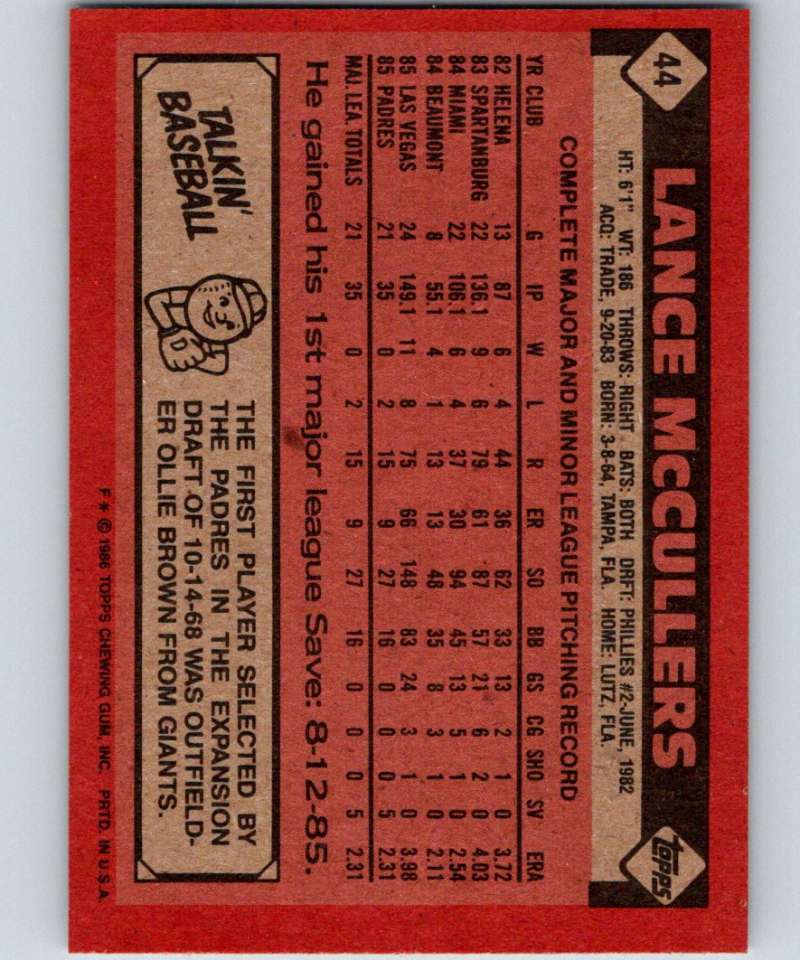 44
LANCE McCULLERS
TOPPS
HT: 6'1" WT: 186 THROWS: RIGHT BATS: BOTH DRFT: PHILLIES #2-JUNE, 1982
ACQ: TRADE, 9-20-83 BORN: 3-8-64, TAMPA, FLA. HOME: LUTZ, FLA.
COMPLETE MAJOR AND MINOR LEAGUE PITCHING RECORD
YR CLUB G IP W L R ER SO BB GS CG SHO SV ERA
82 HELENA 13 87 6 4 44 36 62 33 13 2 1 0 3.72
83 SPARTANBURG 22 136.1 9 6 79 61 87 57 21 6 2 0 4.03
84 MIAMI 22 106.1 6 4 37 30 94 45 13 5 1 0 2.54
84 BEAUMONT 8 55.1 4 1 13 13 48 35 8 3 1 0 2.11
85 LAS VEGAS 24 149.1 11 8 75 66 148 83 24 3 1 0 3.98
85 PADRES 21 35 0 2 15 9 27 16 0 0 0 5 2.31
MAJ. LEA. TOTALS 21 35 0 2 15 9 27 16 0 0 0 5 2.31
He gained his 1st major league Save: 8-12-85.
TALKIN'
BASEBALL
THE FIRST PLAYER SELECTED BY
THE PADRES IN THE EXPANSION
DRAFT OF 10-14-68 WAS OUTFIELD-
ER OLLIE BROWN FROM GIANTS.
F * © 1986 TOPPS CHEWING GUM, INC. PRTD. IN U.S.A.